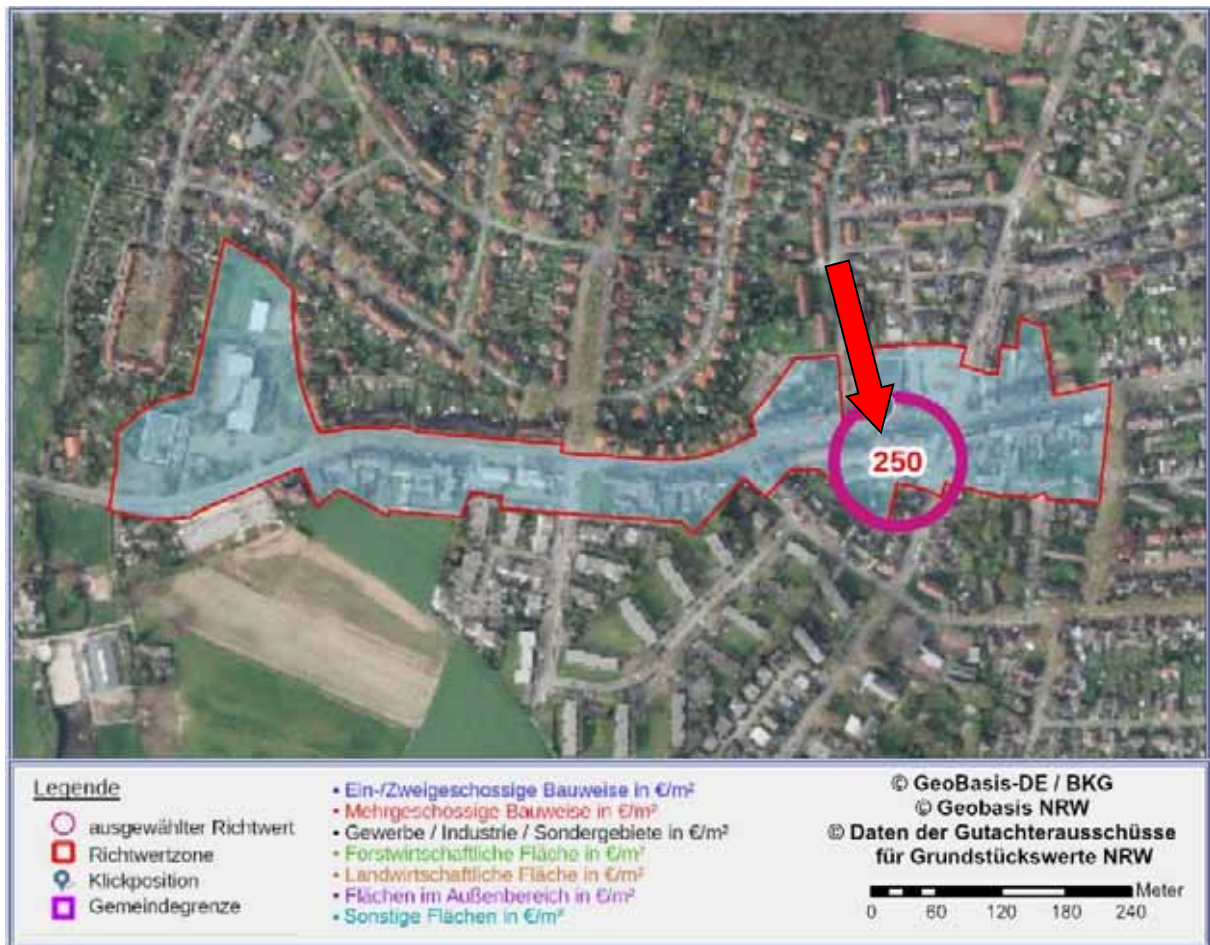 250
Legende
ausgewählter Richtwert
Richtwertzone
Klickposition
Gemeindegrenze
• Ein-/Zweigeschossige Bauweise in €/m²
• Mehrgeschossige Bauweise in €/m²
• Gewerbe / Industrie / Sondergebiete in €/m²
• Forstwirtschaftliche Fläche in €/m²
• Landwirtschaftliche Fläche in €/m²
• Flächen im Außenbereich in €/m²
• Sonstige Flächen in €/m²
© GeoBasis-DE / BKG
© Geobasis NRW
© Daten der Gutachterausschüsse
für Grundstückswerte NRW
Meter
0 60 120 180 240